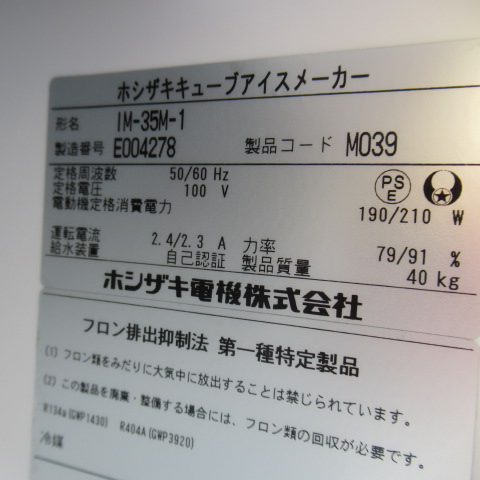 ホシザキキューブアイスメーカー
形名 IM-35M-1
製造番号 E004278 製品コード M039
定格周波数 50/60 Hz
定格電圧 100 V
電動機定格消費電力 190/210 W
PS
E
運転電流 2.4/2.3 A 力率 79/91 %
給水装置 自己認証 製品質量 40 kg
ホシザキ電機株式会社
フロン排出抑制法 第一種特定製品
(1) フロン類をみだりに大気中に放出することは禁じられています。
(2) この製品を廃棄・整備する場合には、フロン類の回収が必要です。
R134a(GWP1430) R404A(GWP3920)
冷媒